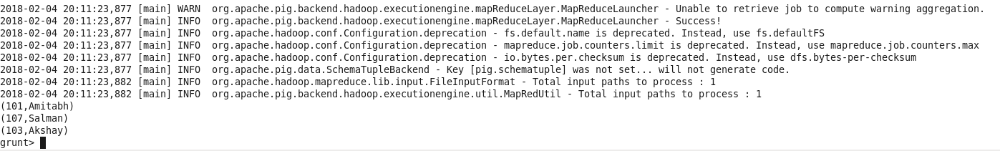 2018-02-04 20:11:23,877 [main] WARN  org.apache.pig.backend.hadoop.executionengine.mapReduceLayer.MapReduceLauncher - Unable to retrieve job to compute warning aggregation.
2018-02-04 20:11:23,877 [main] INFO  org.apache.pig.backend.hadoop.executionengine.mapReduceLayer.MapReduceLauncher - Success!
2018-02-04 20:11:23,877 [main] INFO  org.apache.hadoop.conf.Configuration.deprecation - fs.default.name is deprecated. Instead, use fs.defaultFS
2018-02-04 20:11:23,877 [main] INFO  org.apache.hadoop.conf.Configuration.deprecation - mapreduce.job.counters.limit is deprecated. Instead, use mapreduce.job.counters.max
2018-02-04 20:11:23,877 [main] INFO  org.apache.hadoop.conf.Configuration.deprecation - io.bytes.per.checksum is deprecated. Instead, use dfs.bytes-per-checksum
2018-02-04 20:11:23,877 [main] INFO  org.apache.pig.data.SchemaTupleBackend - Key [pig.schematuple] was not set... will not generate code.
2018-02-04 20:11:23,882 [main] INFO  org.apache.hadoop.mapreduce.lib.input.FileInputFormat - Total input paths to process : 1
2018-02-04 20:11:23,882 [main] INFO  org.apache.pig.backend.hadoop.executionengine.util.MapRedUtil - Total input paths to process : 1
(101,Amitabh)
(107,Salman)
(103,Akshay)
grunt>